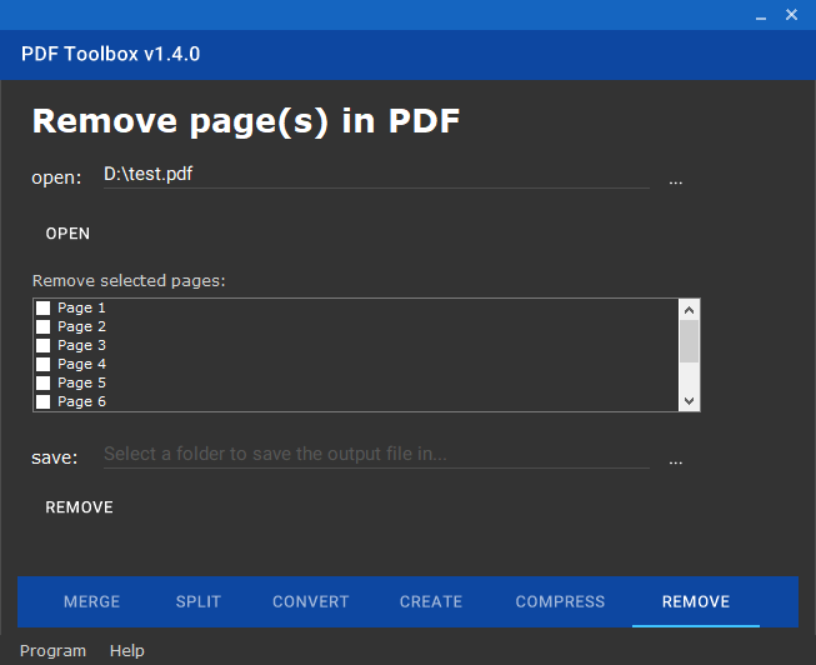 PDF Toolbox v1.4.0
Remove page(s) in PDF
open: D:\test.pdf ...
OPEN
Remove selected pages:
Page 1
Page 2
Page 3
Page 4
Page 5
Page 6
save: Select a folder to save the output file in... ...
REMOVE
MERGE SPLIT CONVERT CREATE COMPRESS REMOVE
Program Help